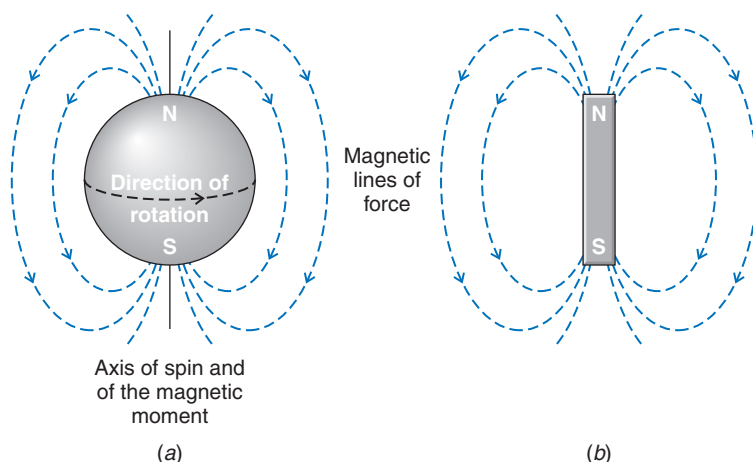 N
Direction of
rotation
S
Axis of spin and
of the magnetic
moment
(a)
Magnetic
lines of
force
N
S
(b)